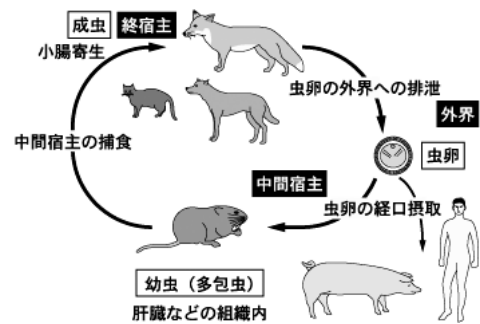 成虫 終宿主
小腸寄生
虫卵の外界への排泄
外界
虫卵
中間宿主の捕食
中間宿主
虫卵の経口摂取
幼虫（多包虫）
肝臓などの組織内